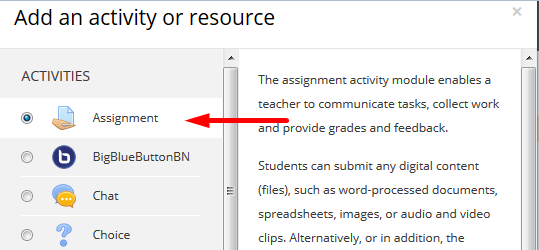 Add an activity or resource
×
ACTIVITIES
Assignment
BigBlueButtonBN
Chat
Choice
The assignment activity module enables a
teacher to communicate tasks, collect work
and provide grades and feedback.
Students can submit any digital content
(files), such as word-processed documents,
spreadsheets, images, or audio and video
clips. Alternatively, or in addition, the